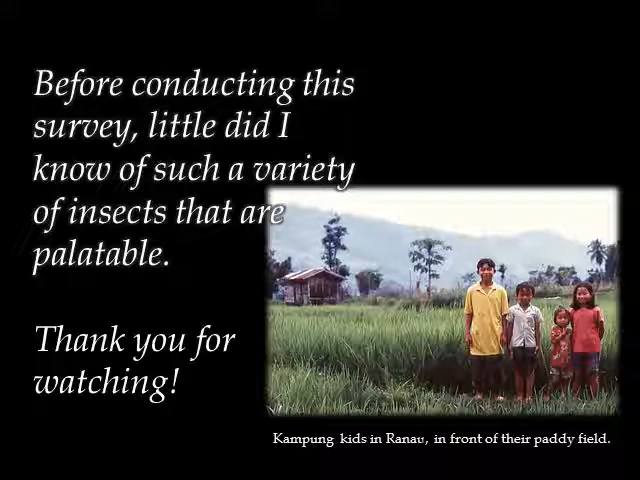 Before conducting this
survey, little did I
know of such a variety
of insects that are
palatable.
Thank you for
watching!
Kampung kids in Ranau, in front of their paddy field.